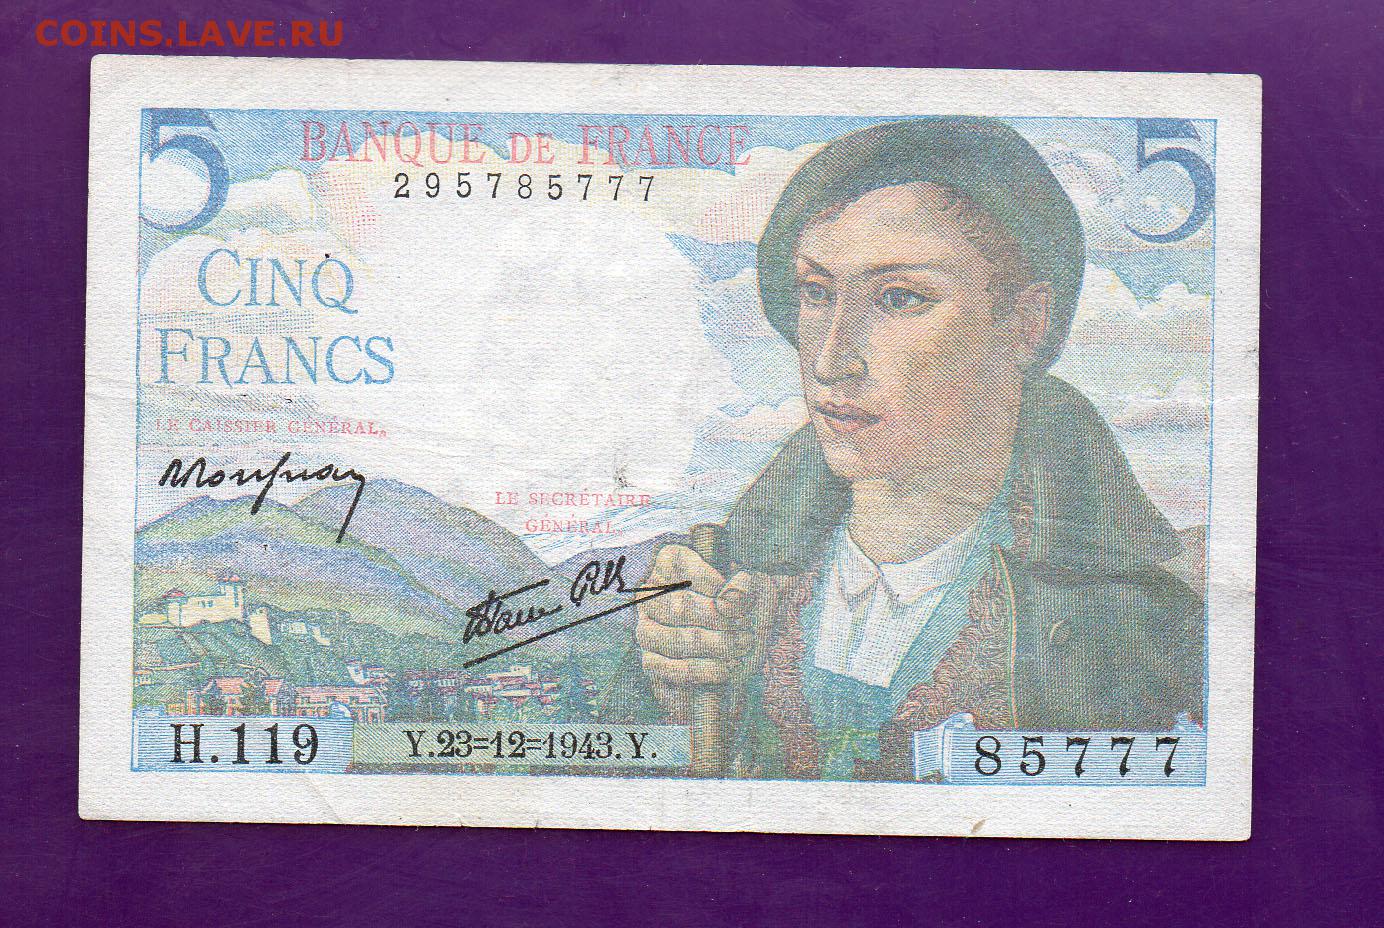 COINS.LAVE.RU
5 BANQUE DE FRANCE 5
295785777
CINQ
FRANCS
LE CAISSIER GÉNÉRAL,
LE SECRÉTAIRE
GÉNÉRAL
H.119 Y.23=12=1943.Y. 85777